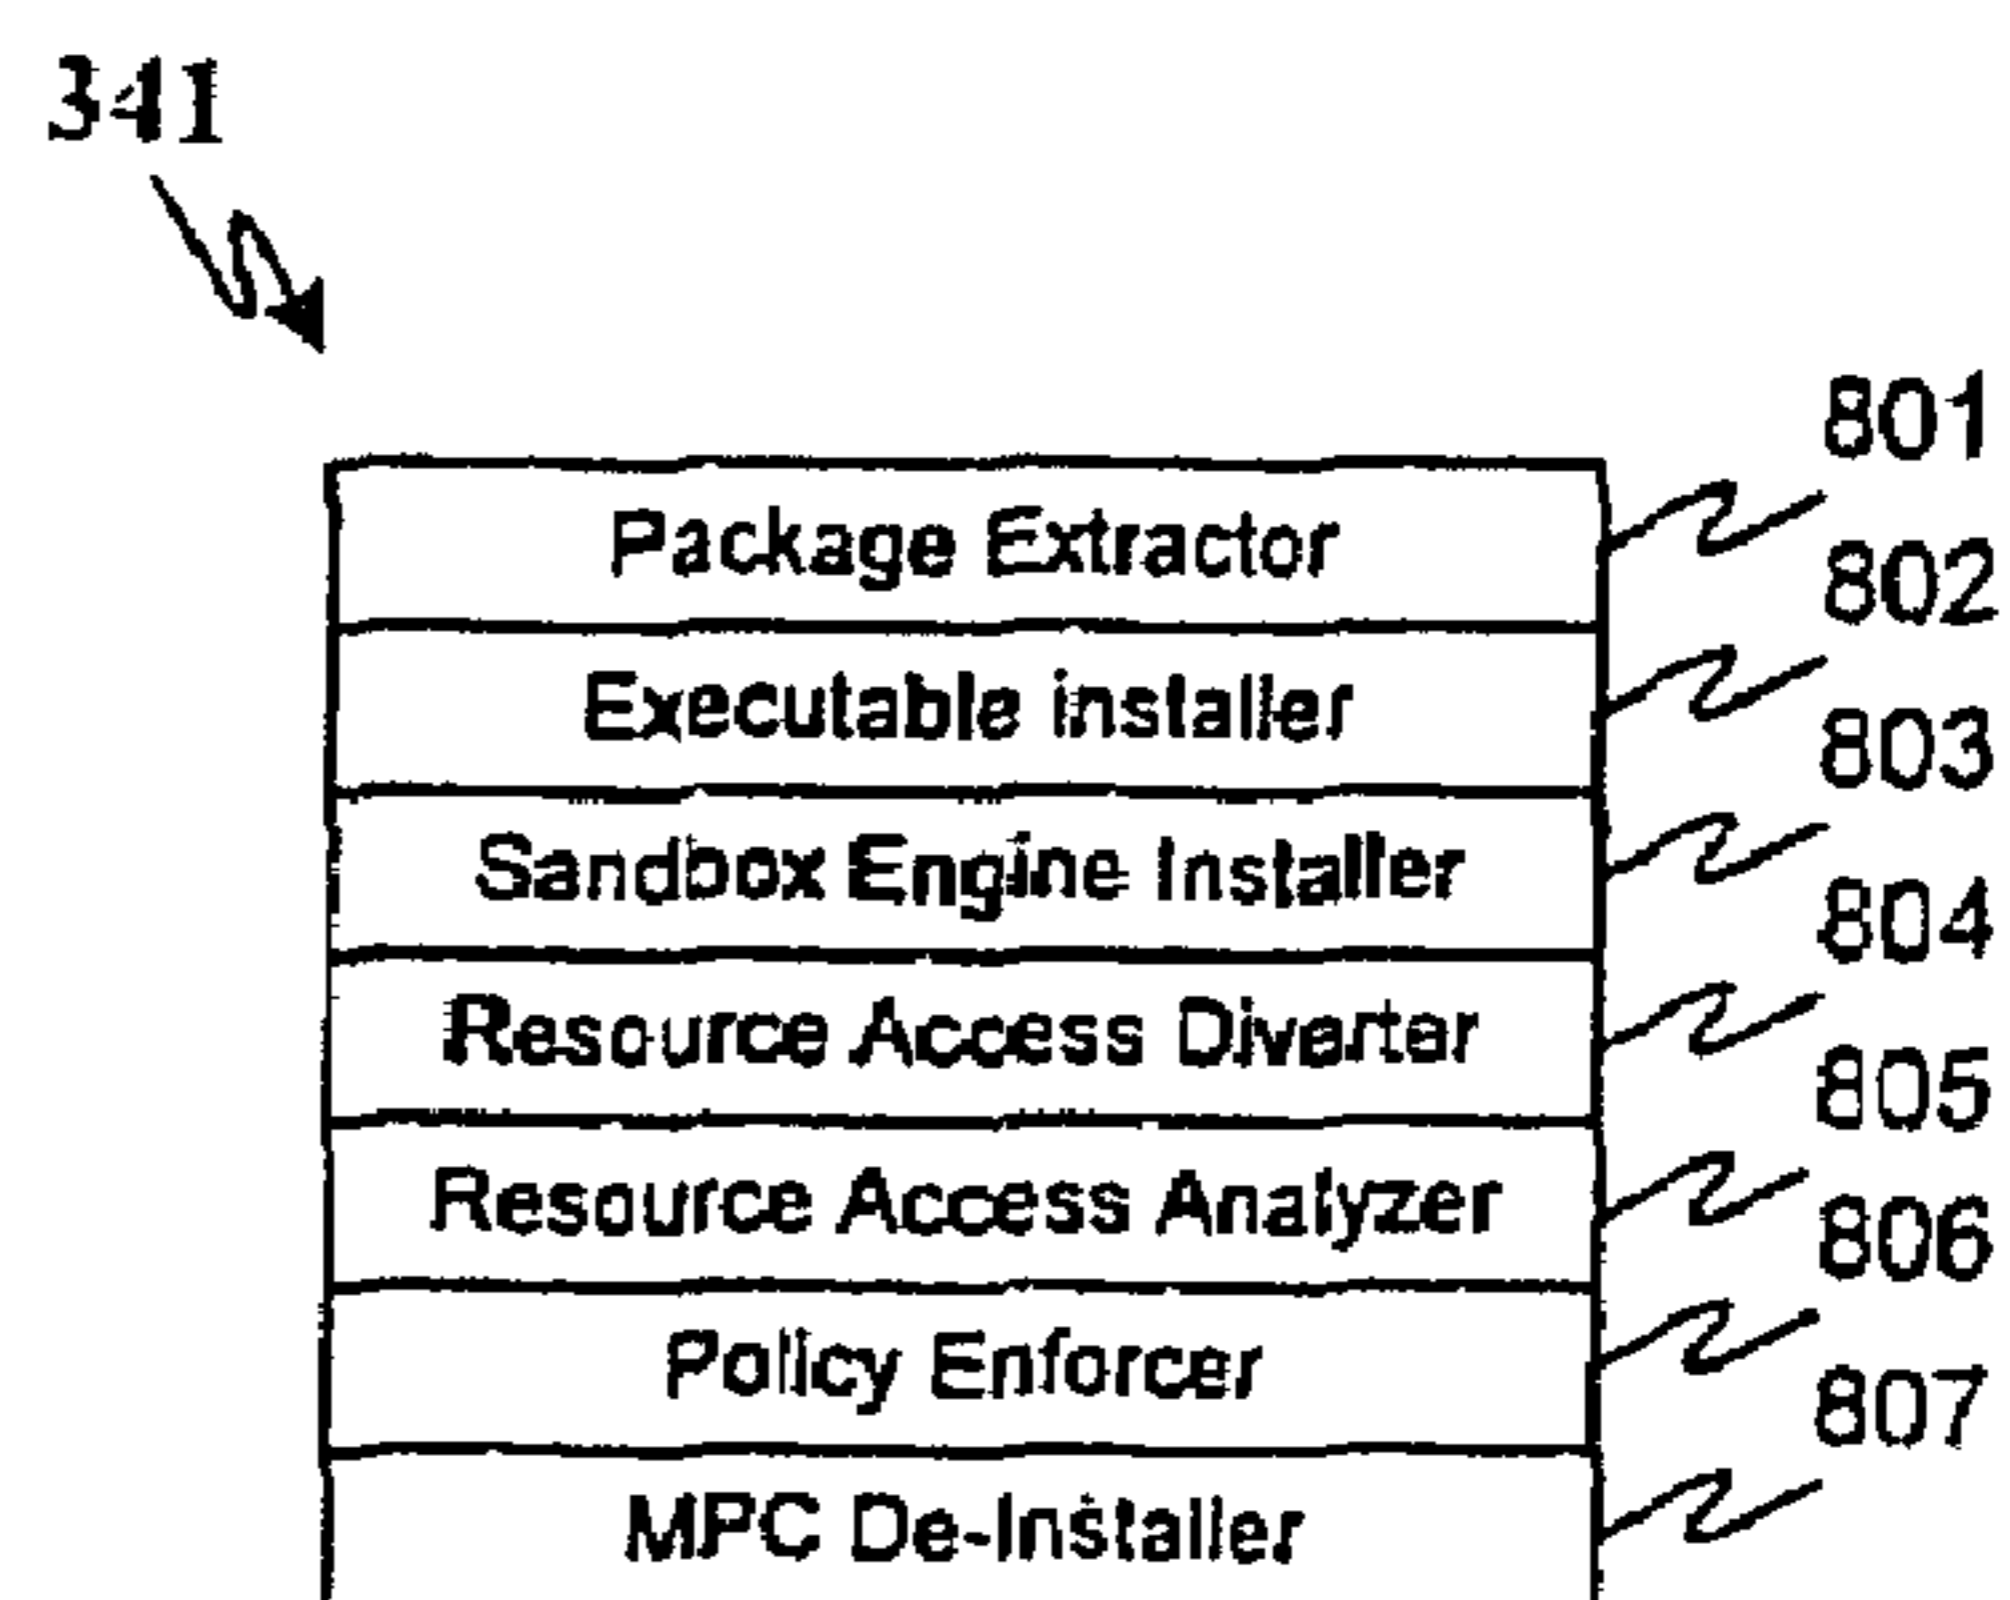 341
801
Package Extractor
802
Executable installer
803
Sandbox Engine Installer
804
Resource Access Diverter
805
Resource Access Analyzer
806
Policy Enforcer
807
MPC De-Installer